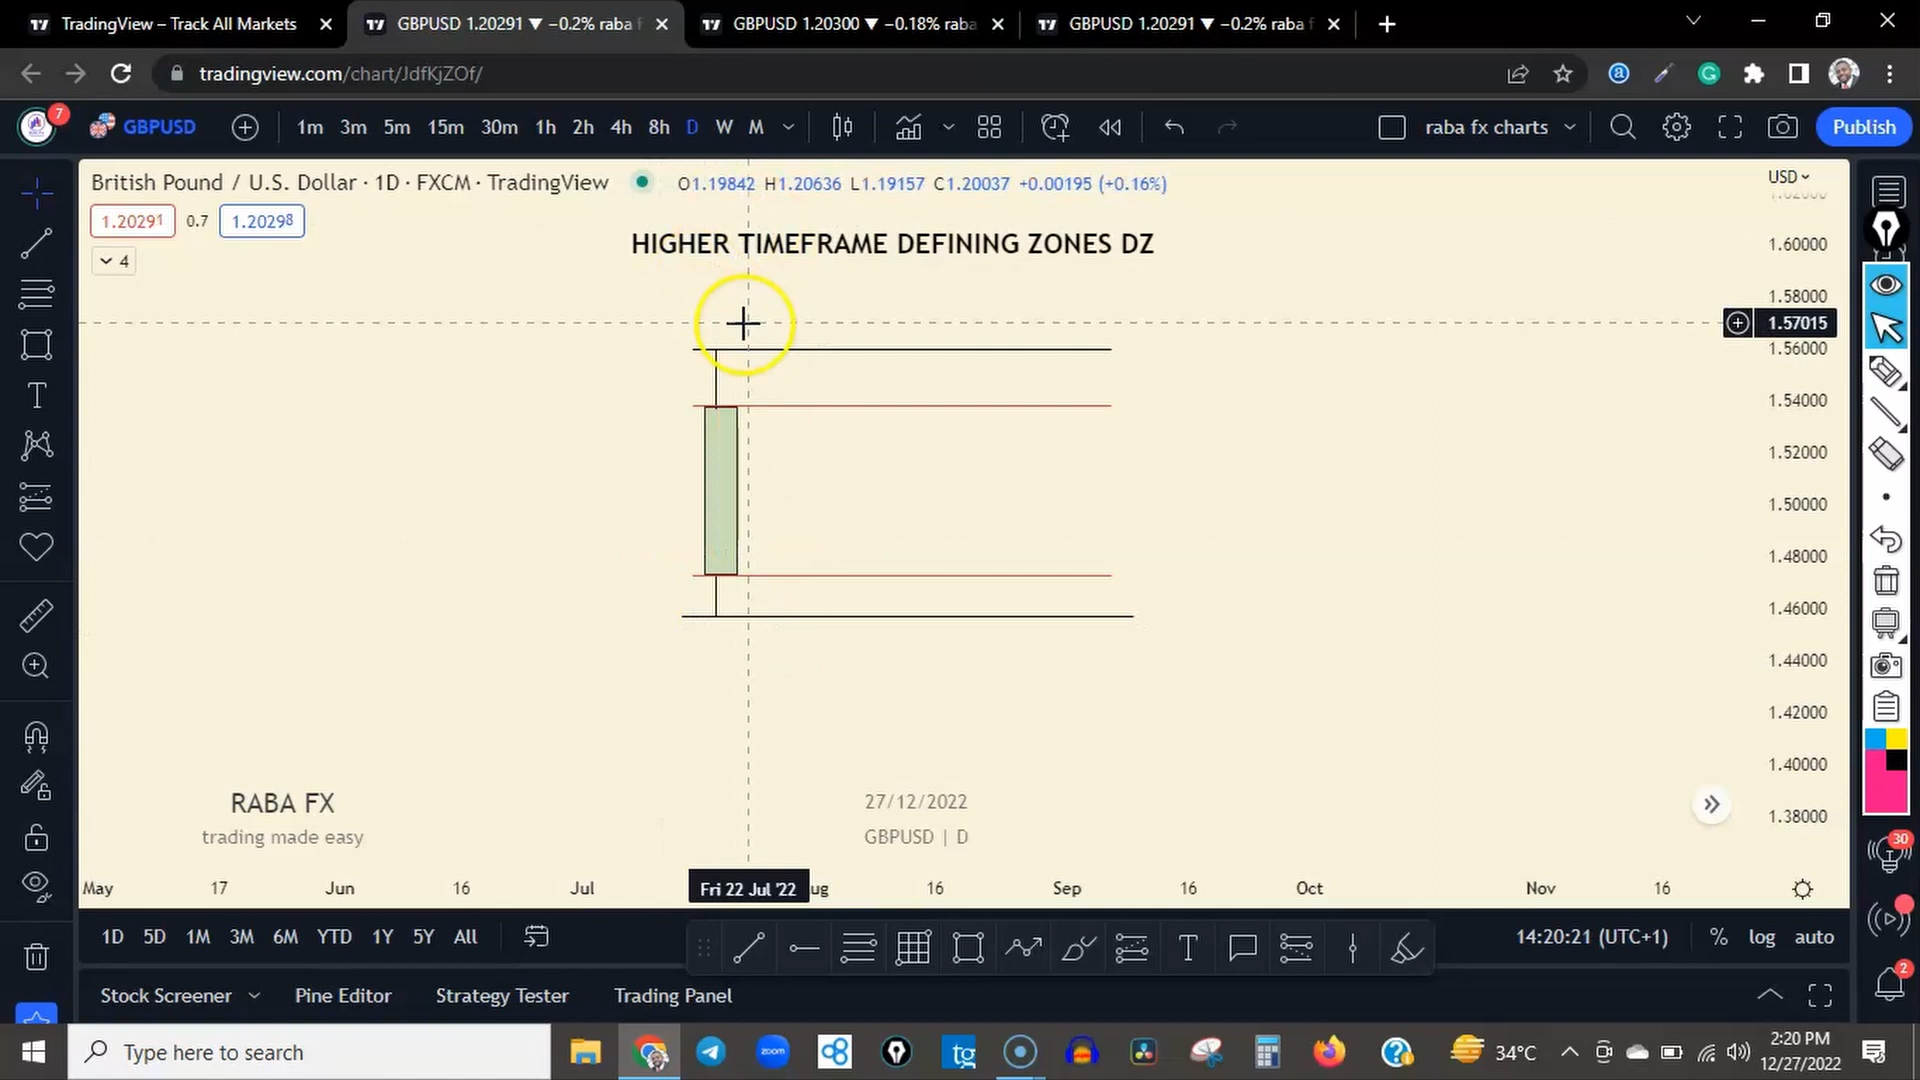 TradingView – Track All Markets
GBPUSD 1.20291 ▼ −0.2% raba f
GBPUSD 1.20300 ▼ −0.18% raba
GBPUSD 1.20291 ▼ −0.2% raba f
tradingview.com/chart/JdfKjZOf/
7
GBPUSD
1m 3m 5m 15m 30m 1h 2h 4h 8h D W M
raba fx charts
Publish
British Pound / U.S. Dollar · 1D · FXCM · TradingView
O1.19842 H1.20636 L1.19157 C1.20037 +0.00195 (+0.16%)
USD
1.20291 0.7 1.20298
4
HIGHER TIMEFRAME DEFINING ZONES DZ
1.62000
1.60000
1.58000
1.57015
1.56000
1.54000
1.52000
1.50000
1.48000
1.46000
1.44000
1.42000
1.40000
1.38000
RABA FX
trading made easy
27/12/2022
GBPUSD | D
May 17 Jun 16 Jul Fri 22 Jul '22 ug 16 Sep 16 Oct Nov 16
30
1D 5D 1M 3M 6M YTD 1Y 5Y All
14:20:21 (UTC+1) % log auto
2
Stock Screener Pine Editor Strategy Tester Trading Panel
Type here to search
zoom
tg
34°C
2:20 PM
12/27/2022